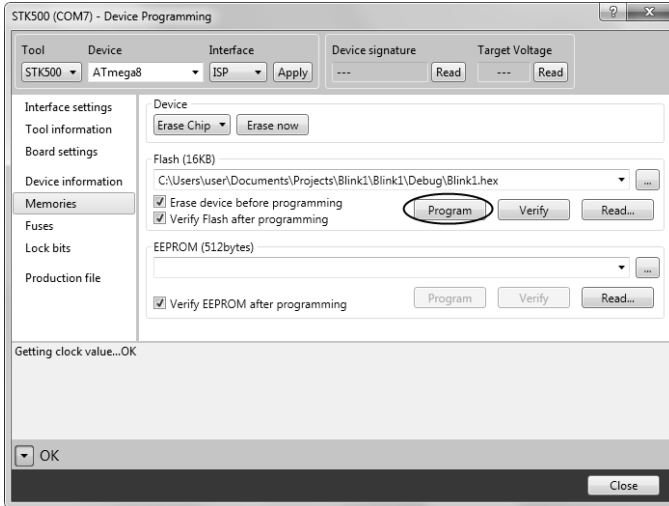 STK500 (COM7) - Device Programming
Tool Device Interface Device signature Target Voltage
STK500 ATmega8 ISP Apply --- Read --- Read
Interface settings
Tool information
Board settings
Device information
Memories
Fuses
Lock bits
Production file
Device
Erase Chip Erase now
Flash (16KB)
C:\Users\user\Documents\Projects\Blink1\Blink1\Debug\Blink1.hex ...
Erase device before programming
Verify Flash after programming
Program Verify Read...
EEPROM (512bytes)
...
Verify EEPROM after programming
Program Verify Read...
Getting clock value...OK
OK
Close